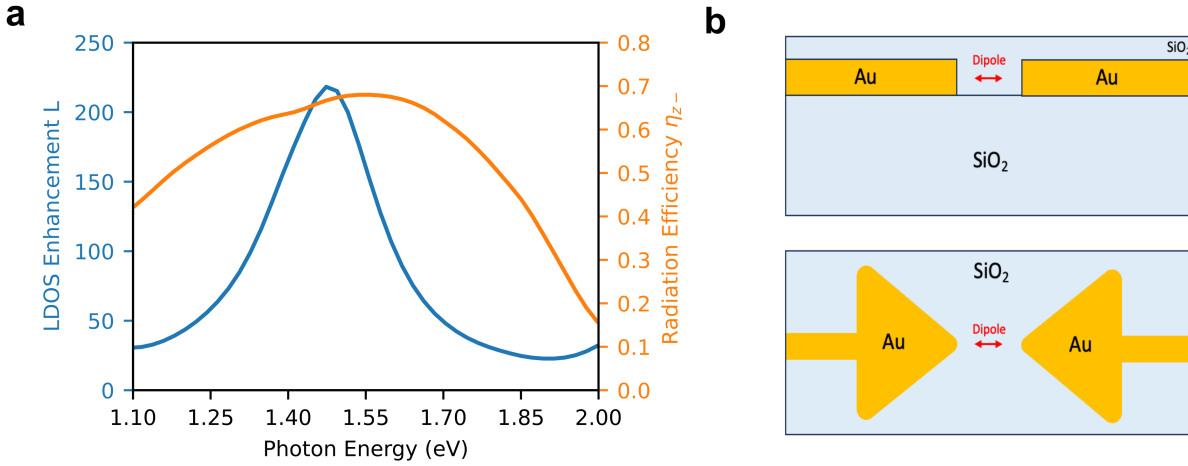 a
250
200
150
100
50
0
LDOS Enhancement L
1.10 1.25 1.40 1.55 1.70 1.85 2.00
Photon Energy (eV)
0.8
0.7
0.6
0.5
0.4
0.3
0.2
0.1
0.0
Radiation Efficiency η_z−
b
SiO₂
Au
Dipole
Au
SiO₂
SiO₂
Au
Dipole
Au